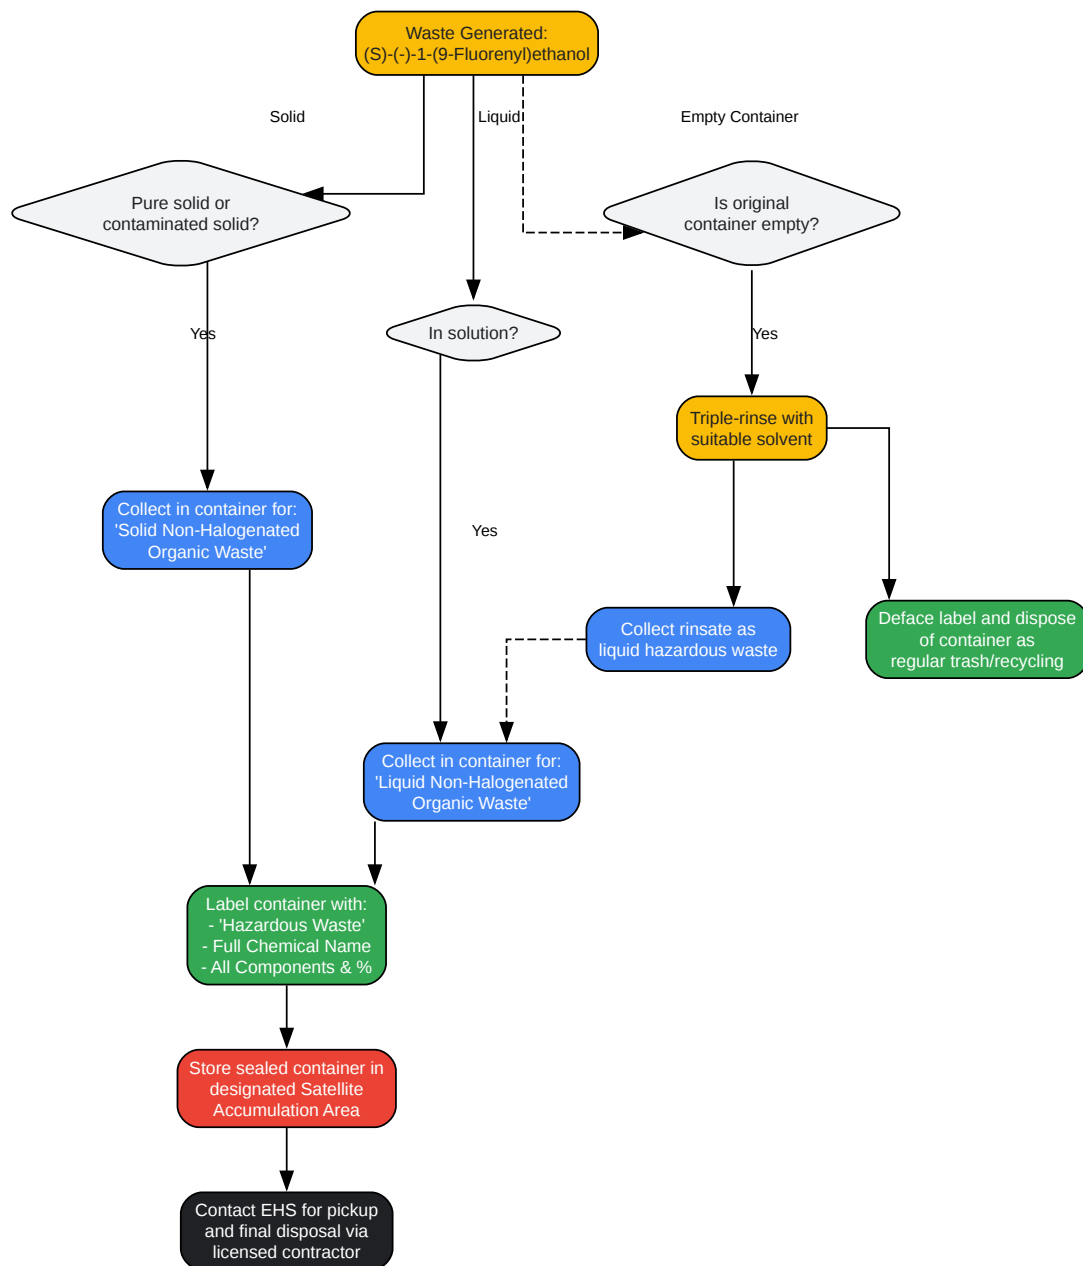 Waste Generated:
(S)-(-)-1-(9-Fluorenyl)ethanol
Solid
Liquid
Empty Container
Pure solid or
contaminated solid?
Is original
container empty?
Yes
In solution?
Yes
Triple-rinse with
suitable solvent
Collect in container for:
'Solid Non-Halogenated
Organic Waste'
Yes
Collect rinsate as
liquid hazardous waste
Deface label and dispose
of container as
regular trash/recycling
Collect in container for:
'Liquid Non-Halogenated
Organic Waste'
Label container with:
- 'Hazardous Waste'
- Full Chemical Name
- All Components & %
Store sealed container in
designated Satellite
Accumulation Area
Contact EHS for pickup
and final disposal via
licensed contractor